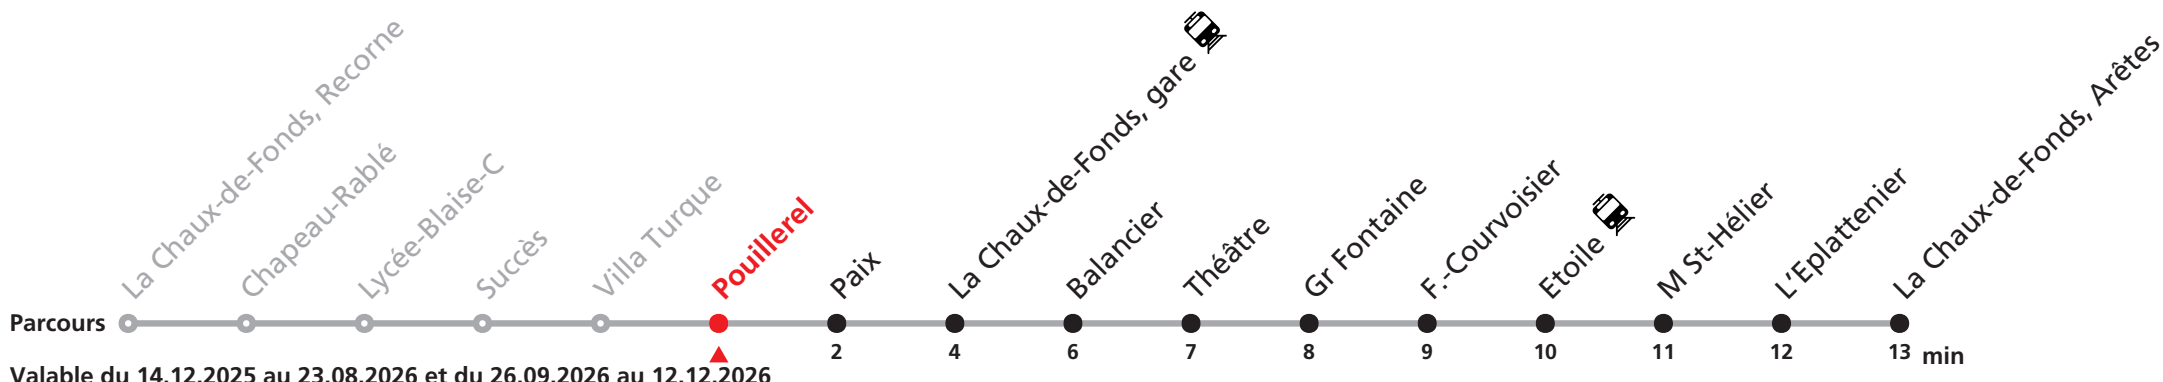 La Chaux-de-Fonds, Recorne
Chapeau-Rablé
Lycée-Blaise-C
Succès
Villa Turque
Pouillerel
Paix
La Chaux-de-Fonds, gare
Balancier
Théâtre
Gr Fontaine
F.-Courvoisier
Etoile
M St-Hélier
L'Eplattenier
La Chaux-de-Fonds, Arêtes
Parcours
2 4 6 7 8 9 10 11 12 13 min
Valable du 14.12.2025 au 23.08.2026 et du 26.09.2026 au 12.12.2026